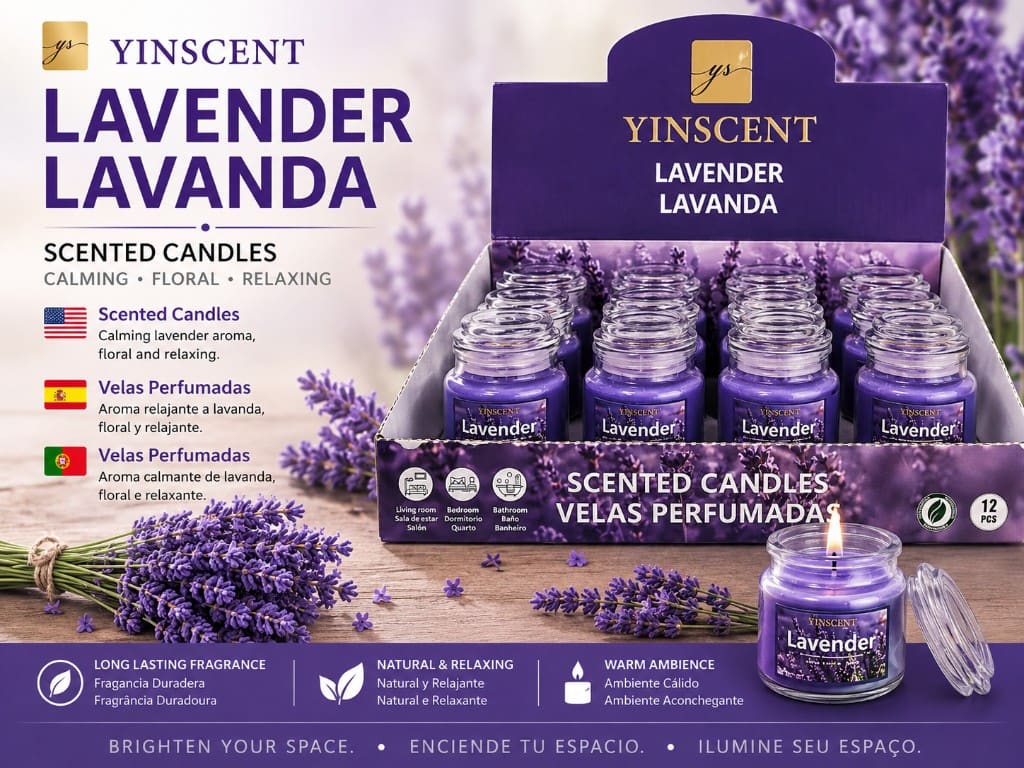 ys
YINSCENT
LAVENDER
LAVANDA
SCENTED CANDLES
CALMING • FLORAL • RELAXING
Scented Candles
Calming lavender aroma,
floral and relaxing.
Velas Perfumadas
Aroma relajante a lavanda,
floral y relajante.
Velas Perfumadas
Aroma calmante de lavanda,
floral e relaxante.
ys
YINSCENT
LAVENDER
LAVANDA
YINSCENT
Lavender
YINSCENT
Lavender
YINSCENT
Lavender
YINSCENT
Lavender
Living room
Sala de estar
Salón
Bedroom
Dormitorio
Quarto
Bathroom
Baño
Banheiro
SCENTED CANDLES
VELAS PERFUMADAS
12
PCS
YINSCENT
Lavender
LONG LASTING FRAGRANCE
Fragancia Duradera
Fragrância Duradoura
NATURAL & RELAXING
Natural y Relajante
Natural e Relaxante
WARM AMBIENCE
Ambiente Cálido
Ambiente Aconchegante
BRIGHTEN YOUR SPACE. • ENCIENDE TU ESPACIO. • ILUMINE SEU ESPAÇO.